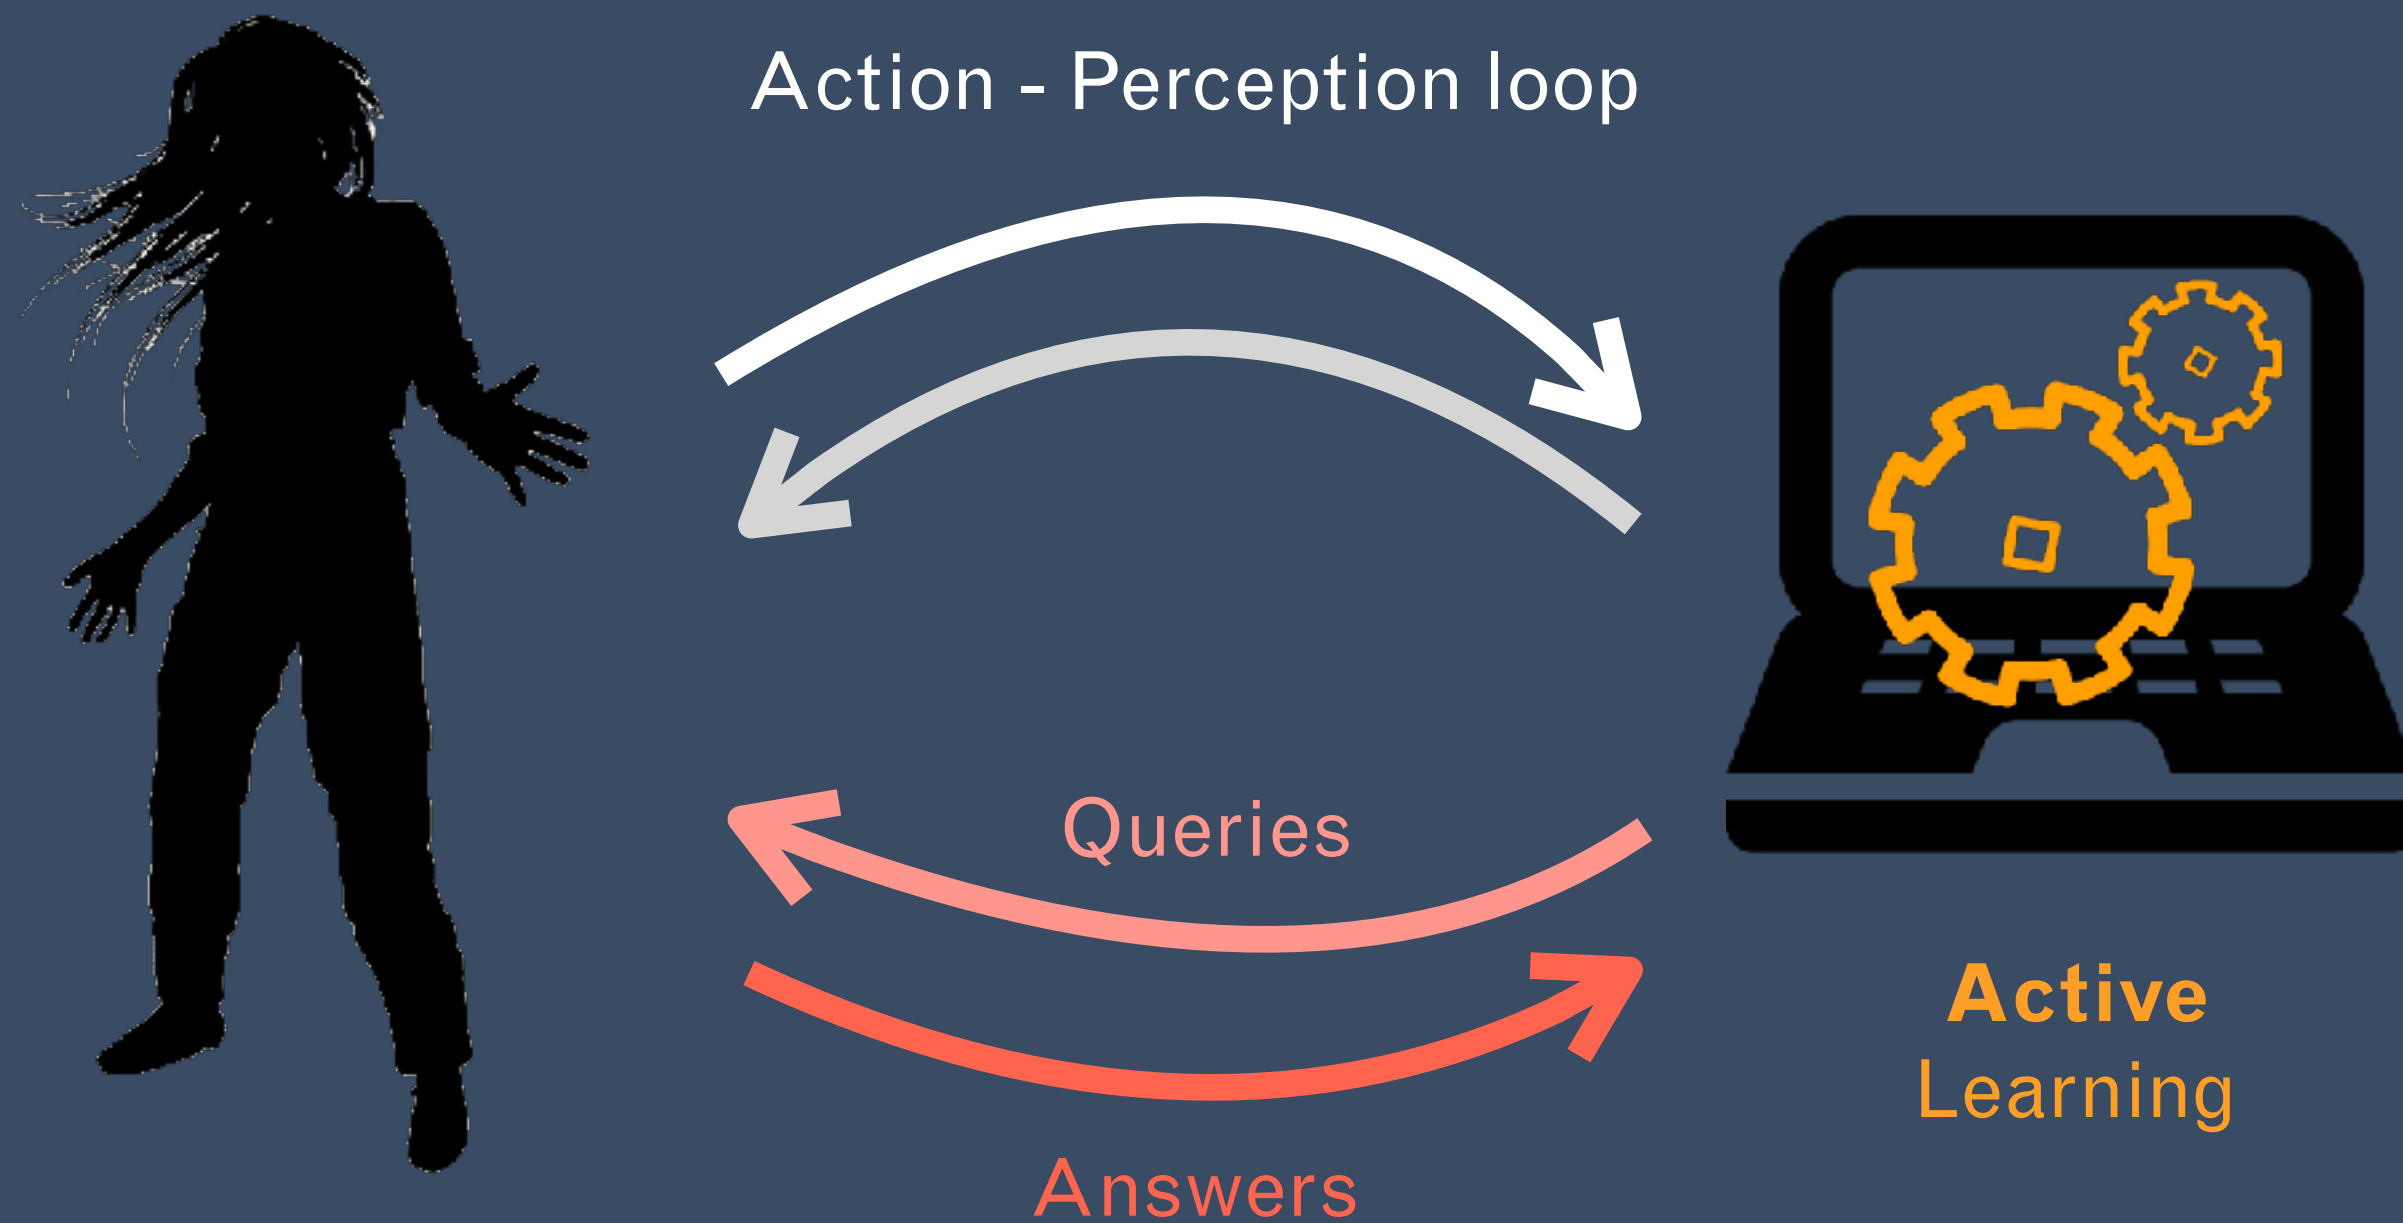 Action - Perception loop
Queries
Active
Learning
Answers